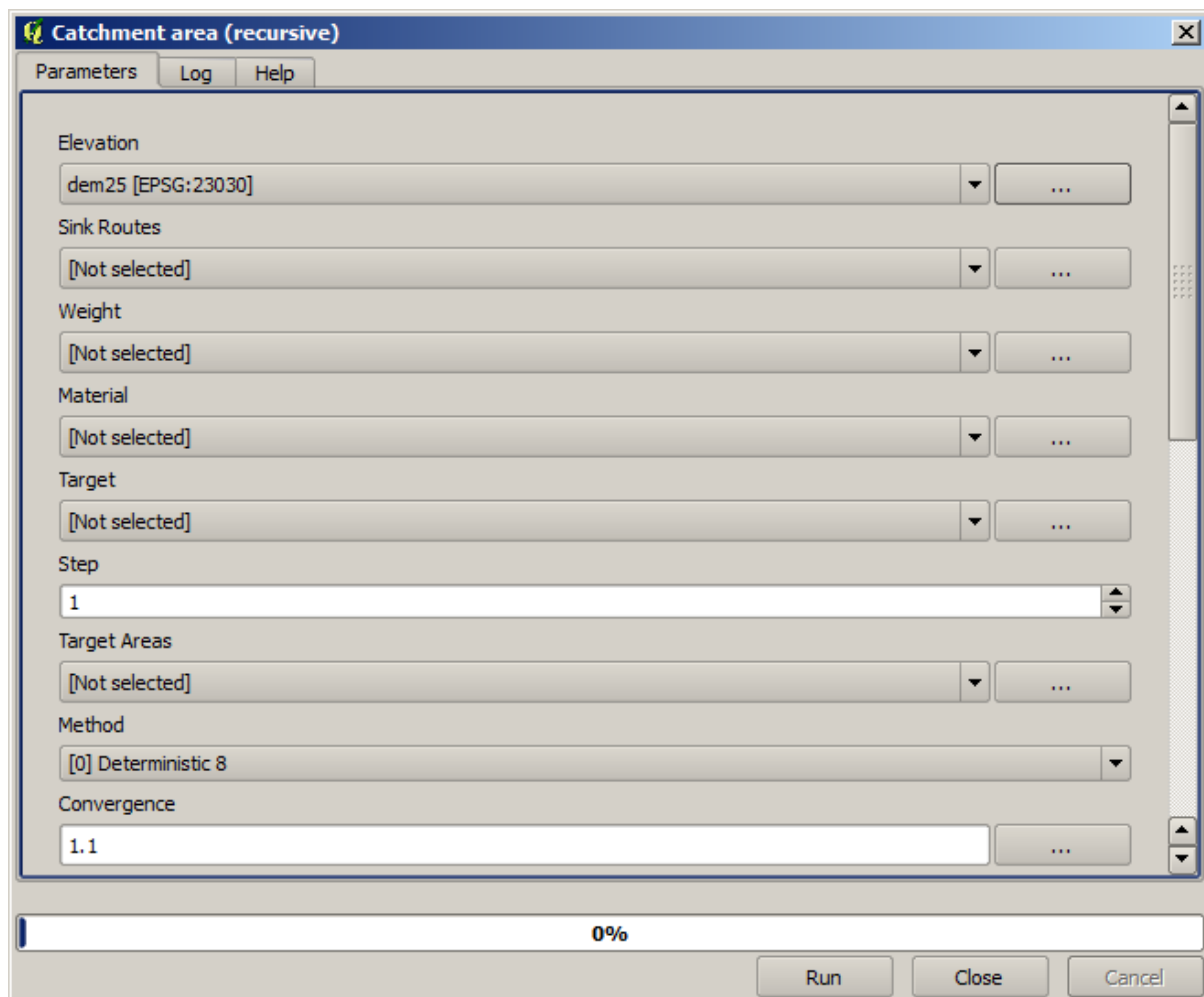 Catchment area (recursive)
Parameters Log Help
Elevation
dem25 [EPSG:23030]
...
Sink Routes
[Not selected]
...
Weight
[Not selected]
...
Material
[Not selected]
...
Target
[Not selected]
...
Step
1
Target Areas
[Not selected]
...
Method
[0] Deterministic 8
Convergence
1.1
...
0%
Run Close Cancel